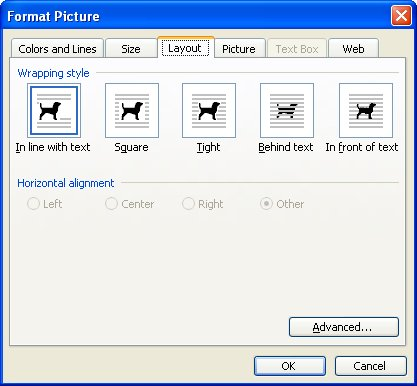 Format Picture
Colors and Lines Size Layout Picture Text Box Web
Wrapping style
In line with text Square Tight Behind text In front of text
Horizontal alignment
Left Center Right Other
Advanced...
OK Cancel